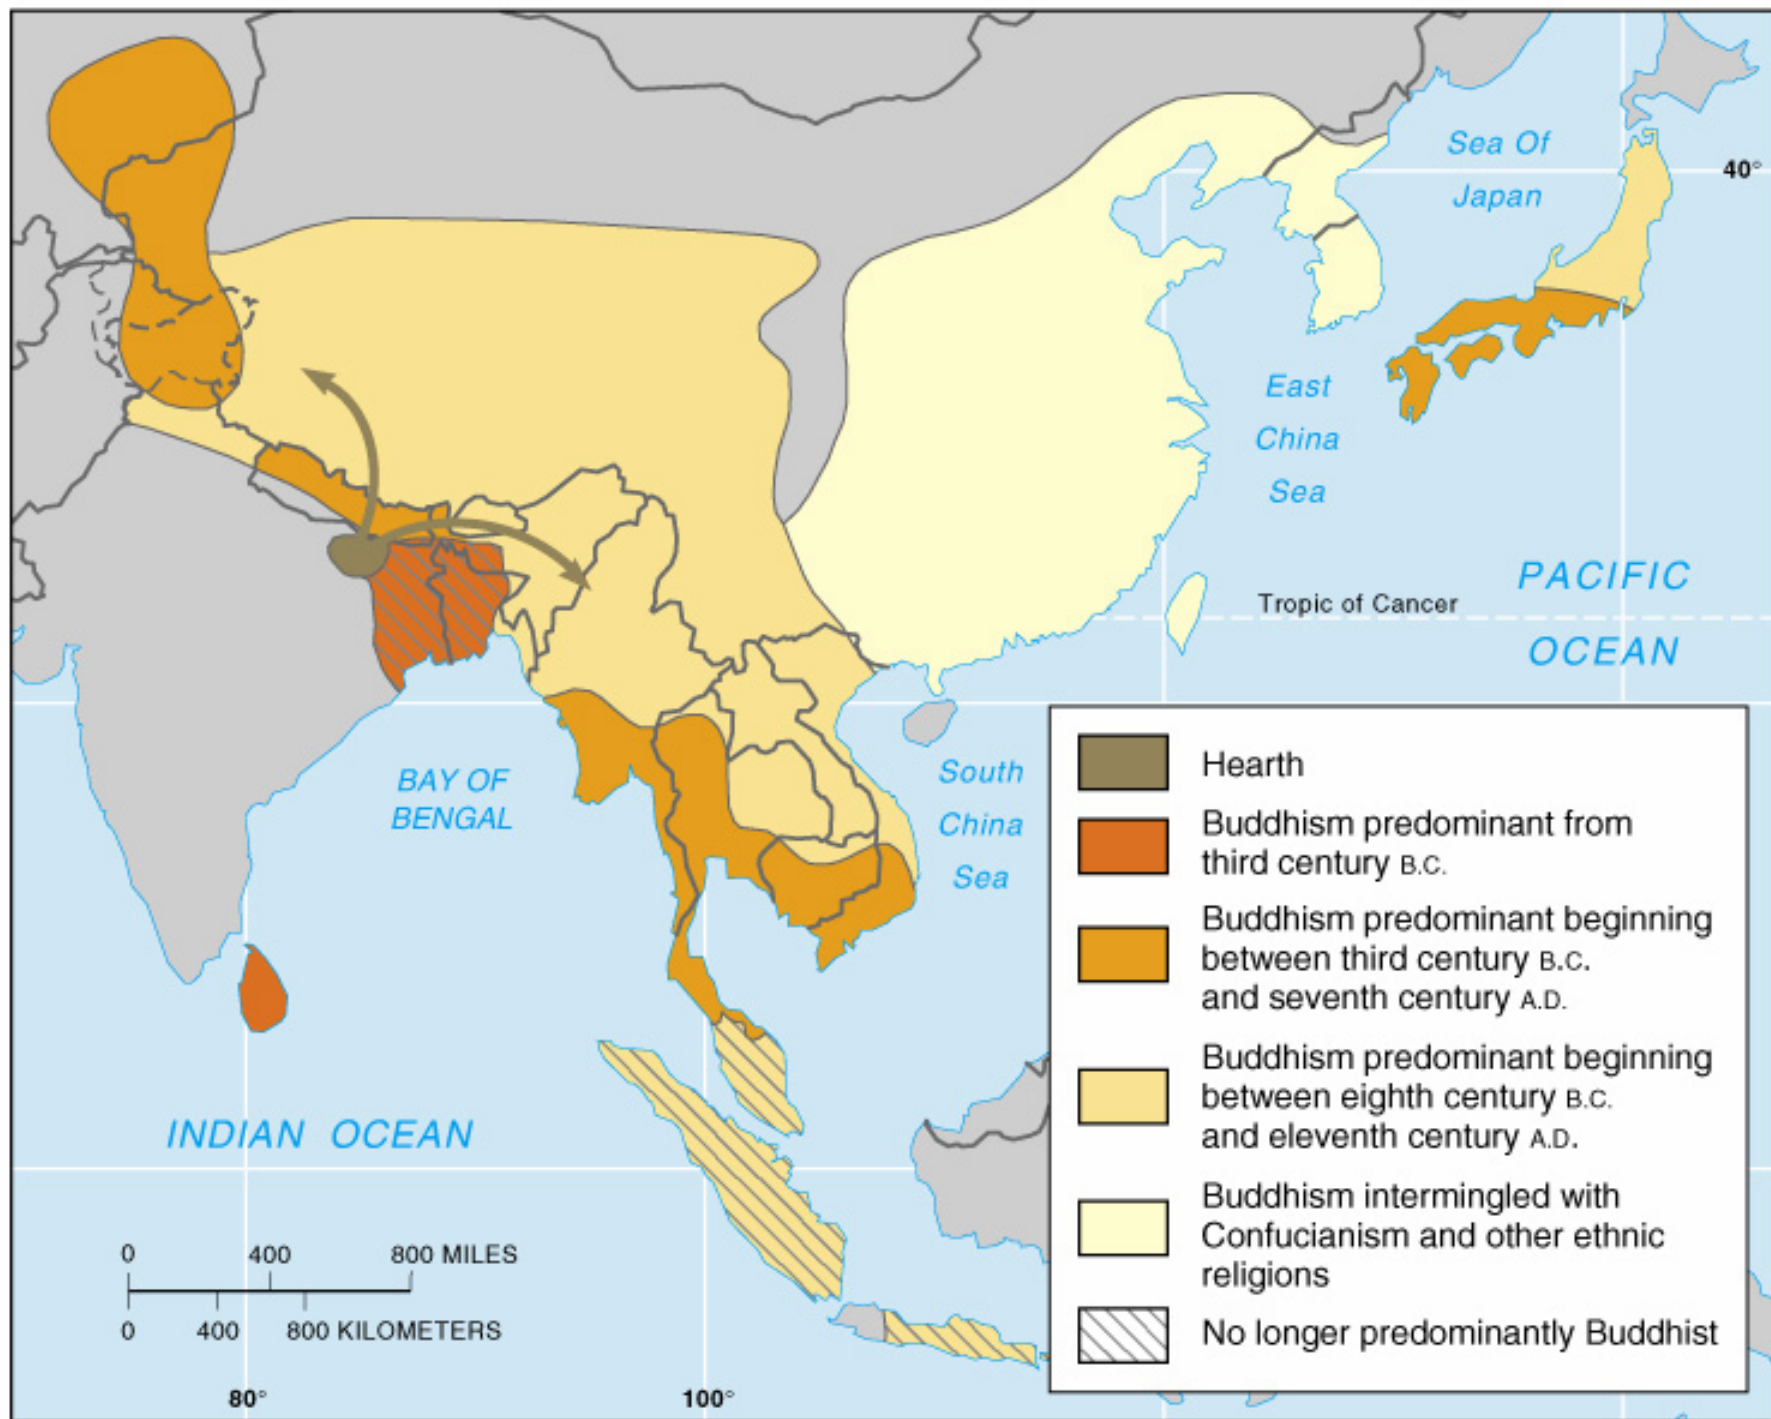 Sea Of
Japan
40°
East
China
Sea
PACIFIC
Tropic of Cancer
OCEAN
BAY OF
BENGAL
South
China
Sea
INDIAN OCEAN
0 400 800 MILES
0 400 800 KILOMETERS
80°
100°
Hearth
Buddhism predominant from
third century B.C.
Buddhism predominant beginning
between third century B.C.
and seventh century A.D.
Buddhism predominant beginning
between eighth century B.C.
and eleventh century A.D.
Buddhism intermingled with
Confucianism and other ethnic
religions
No longer predominantly Buddhist